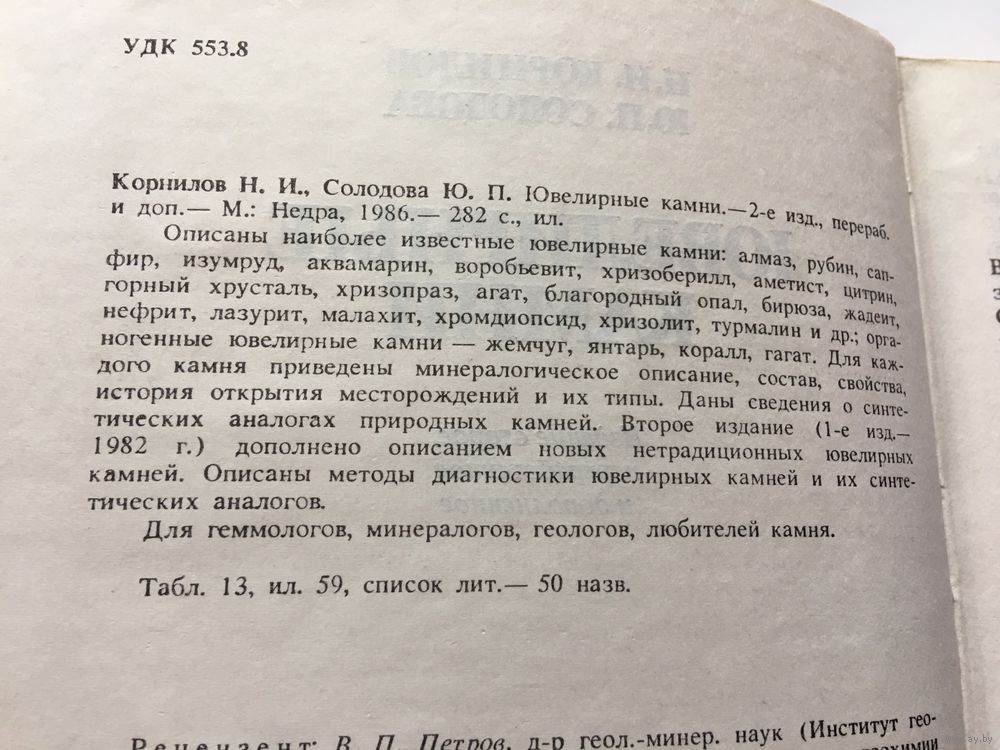 УДК 553.8
Корнилов Н. И., Солодова Ю. П. Ювелирные камни.—2-е изд., перераб.
и доп.— М.: Недра, 1986.— 282 с., ил.
Описаны наиболее известные ювелирные камни: алмаз, рубин, сап-
фир, изумруд, аквамарин, воробьевит, хризоберилл, аметист, цитрин,
горный хрусталь, хризопраз, агат, благородный опал, бирюза, жадеит,
нефрит, лазурит, малахит, хромдиопсид, хризолит, турмалин и др.; орга-
ногенные ювелирные камни — жемчуг, янтарь, коралл, гагат. Для каж-
дого камня приведены минералогическое описание, состав, свойства,
история открытия месторождений и их типы. Даны сведения о синте-
тических аналогах природных камней. Второе издание (1-е изд.—
1982 г.) дополнено описанием новых нетрадиционных ювелирных
камней. Описаны методы диагностики ювелирных камней и их синте-
тических аналогов.
Для геммологов, минералогов, геологов, любителей камня.
Табл. 13, ил. 59, список лит.— 50 назв.
Рецензент: В. П. Петров, д-р геол.-минер. наук (Институт гео-